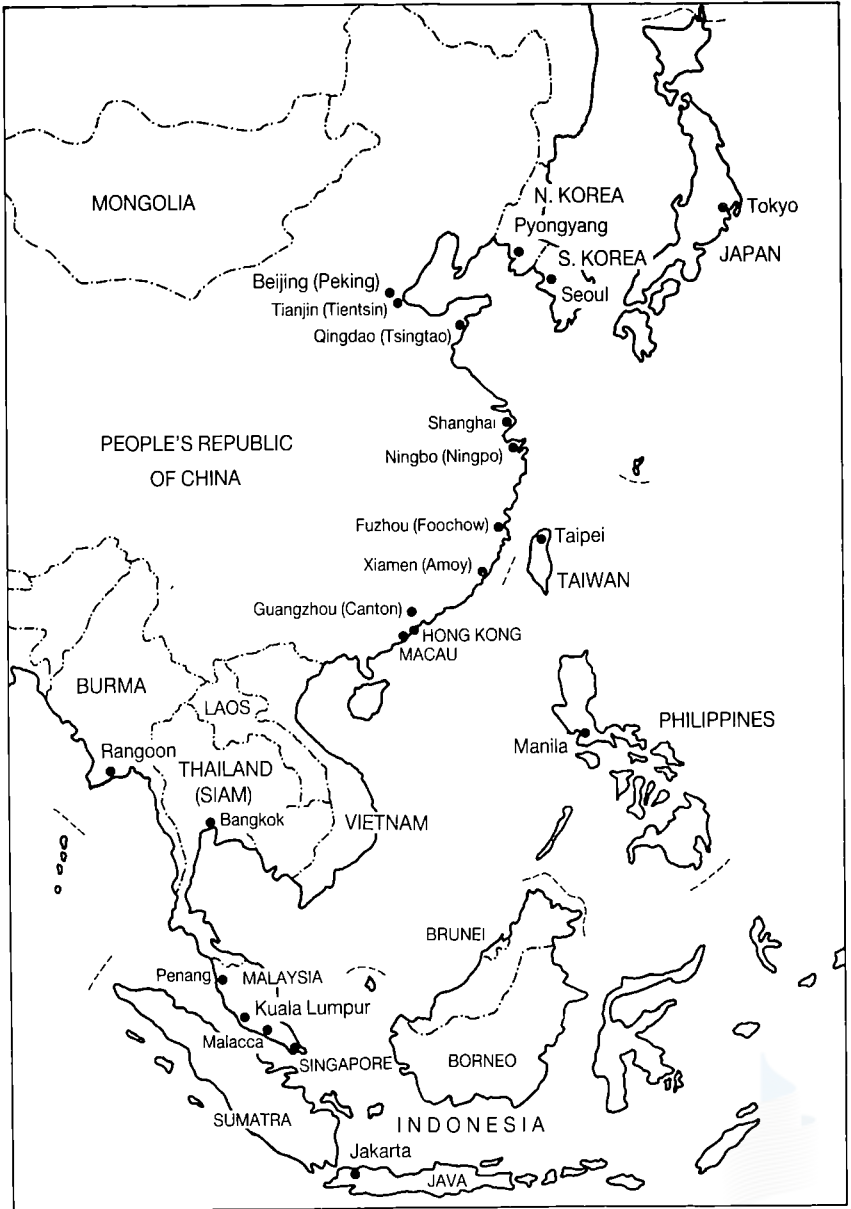 MONGOLIA
N. KOREA
Pyongyang
Tokyo
S. KOREA
JAPAN
Beijing (Peking)
Seoul
Tianjin (Tientsin)
Qingdao (Tsingtao)
Shanghai
PEOPLE'S REPUBLIC
OF CHINA
Ningbo (Ningpo)
Fuzhou (Foochow)
Taipei
Xiamen (Amoy)
TAIWAN
Guangzhou (Canton)
HONG KONG
MACAU
BURMA
LAOS
PHILIPPINES
Manila
Rangoon
THAILAND
(SIAM)
Bangkok
VIETNAM
BRUNEI
Penang
MALAYSIA
Kuala Lumpur
Malacca
SINGAPORE
BORNEO
SUMATRA
INDONESIA
Jakarta
JAVA